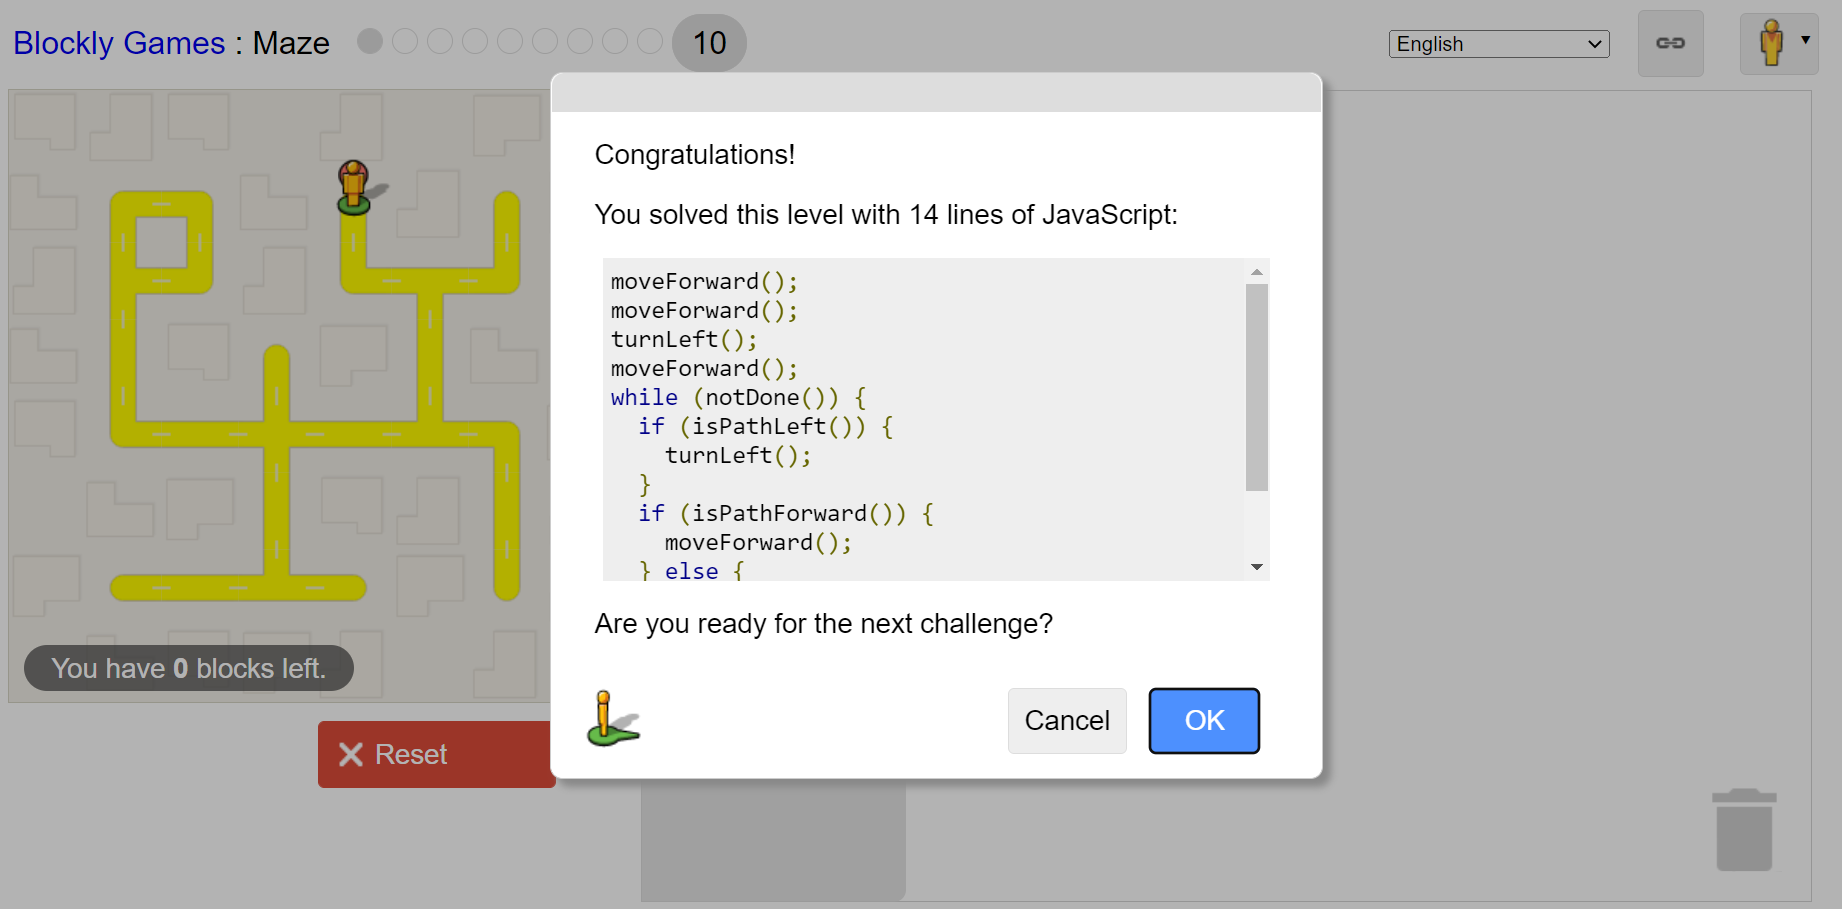 Blockly Games : Maze 10
English
Congratulations!
You solved this level with 14 lines of JavaScript:
moveForward();
moveForward();
turnLeft();
moveForward();
while (notDone()) {
  if (isPathLeft()) {
    turnLeft();
  }
  if (isPathForward()) {
    moveForward();
  } else {
Are you ready for the next challenge?
You have 0 blocks left.
Cancel
OK
Reset